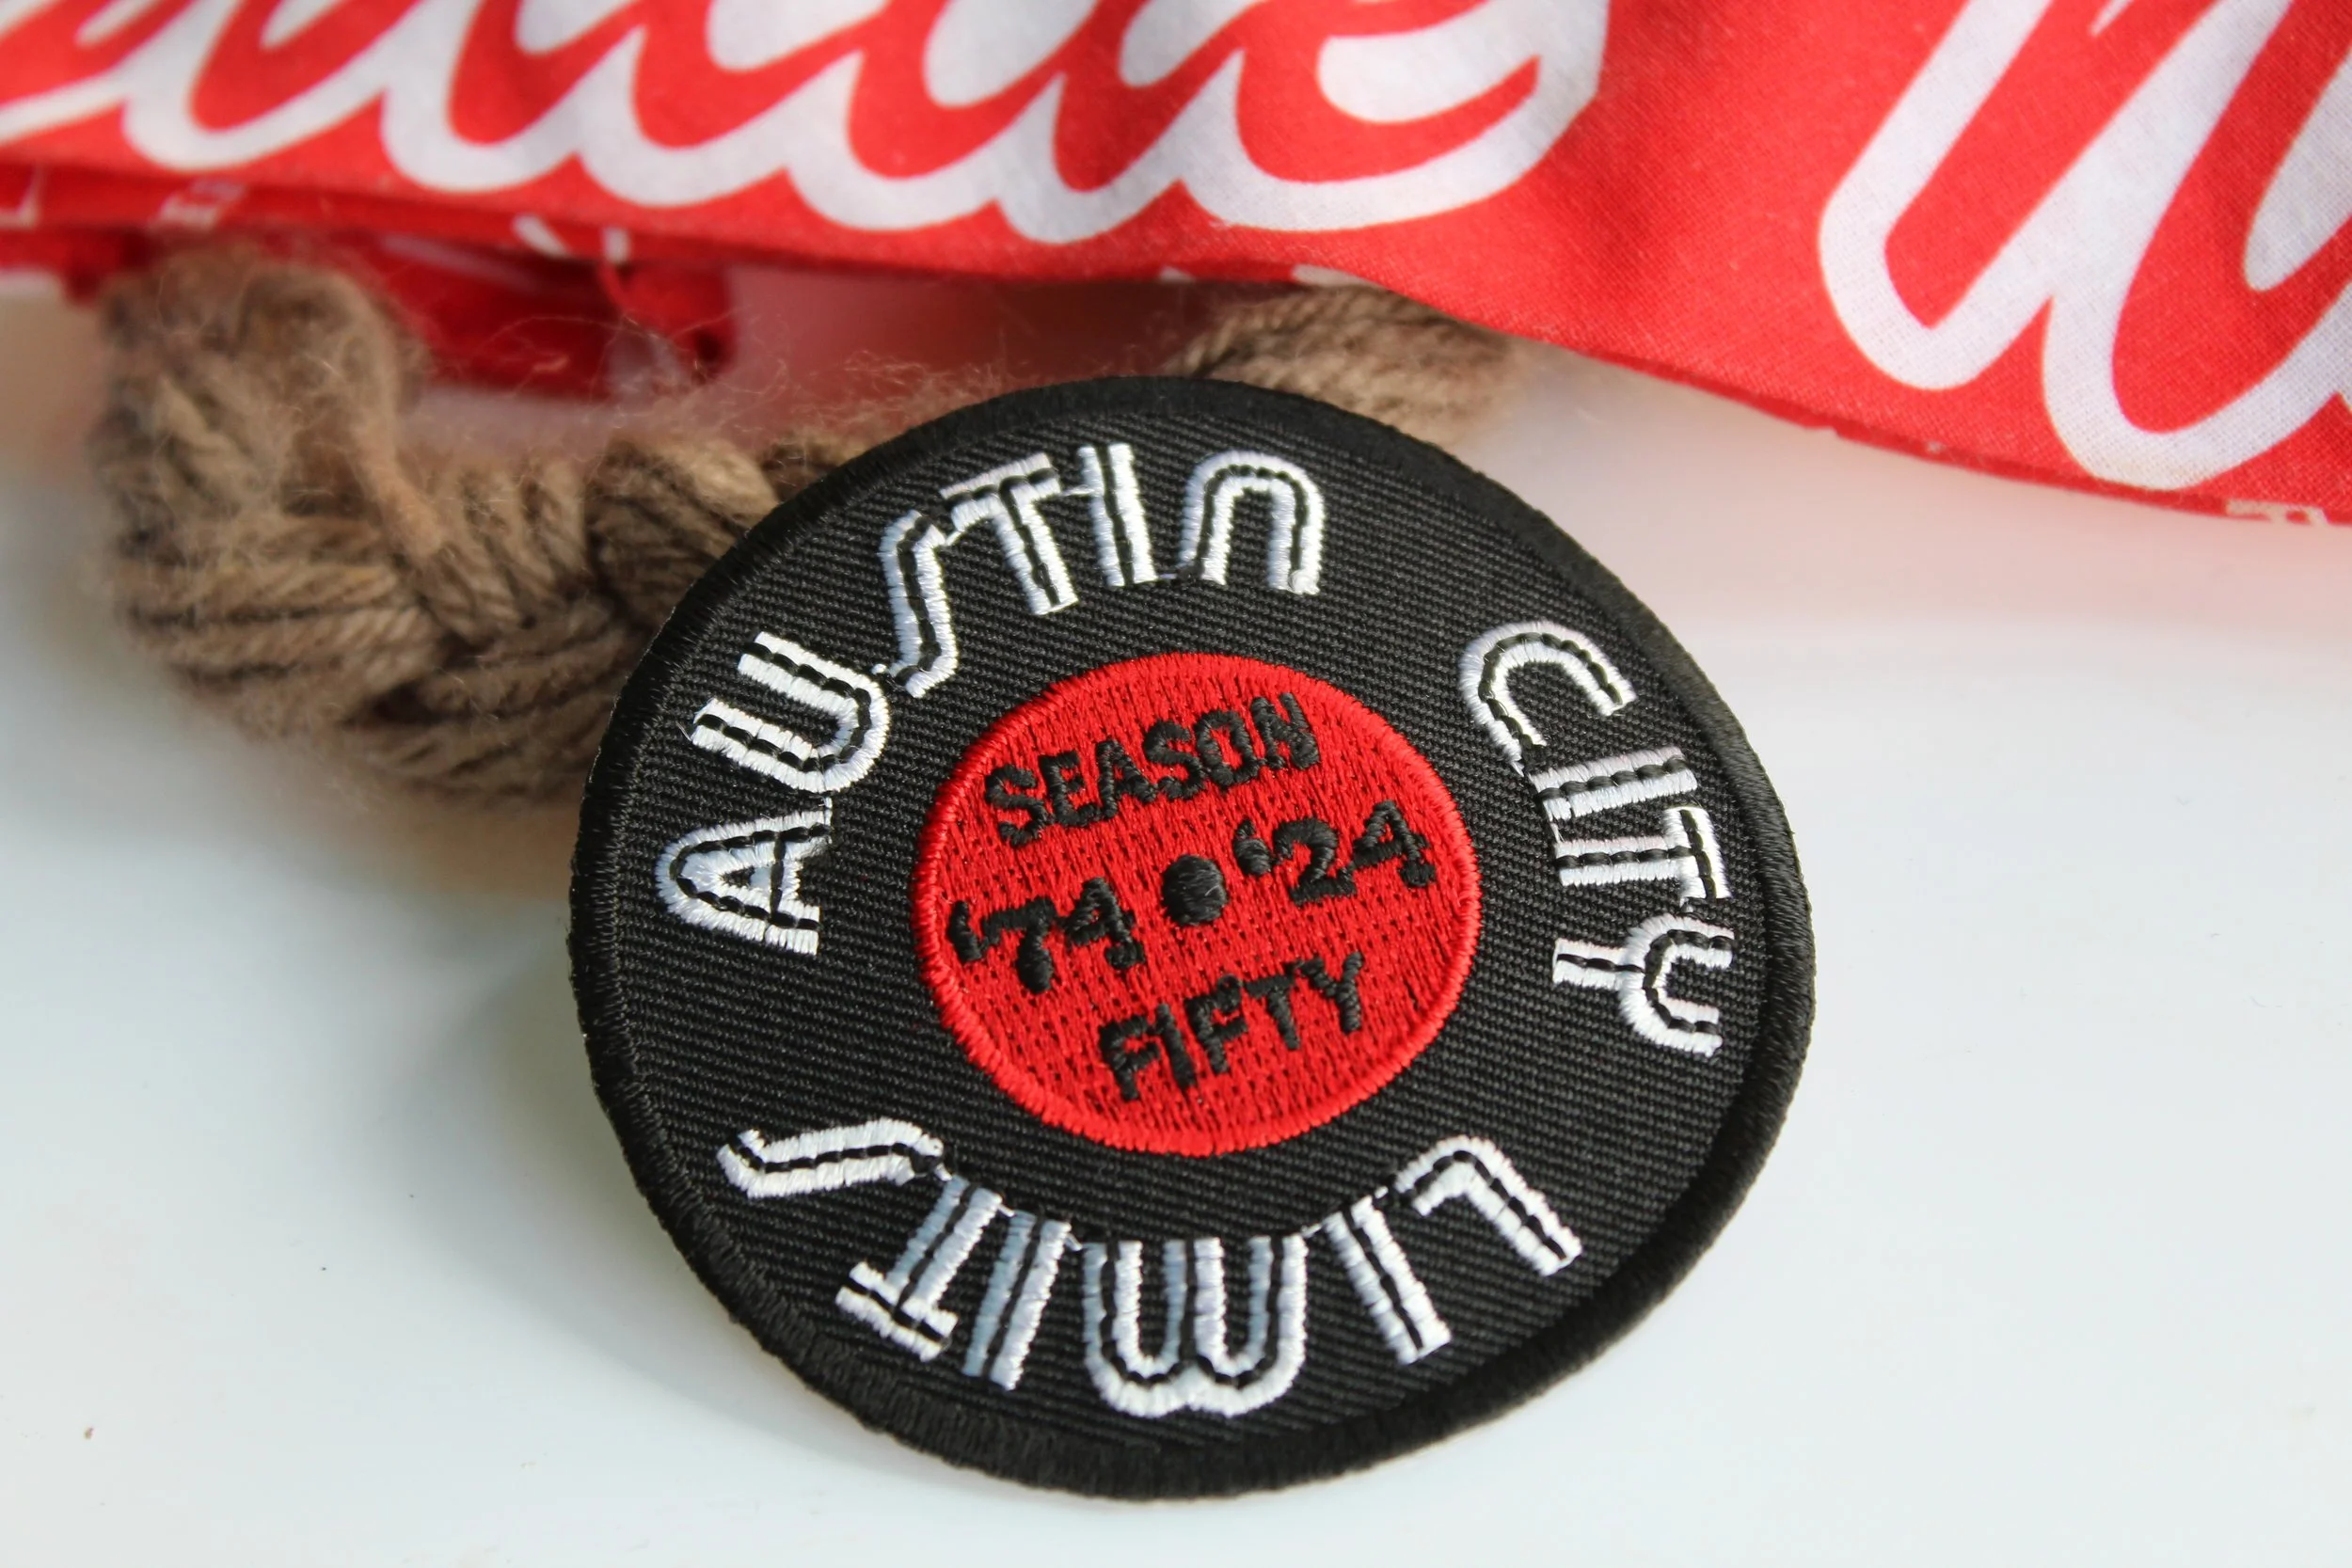 AUSTIN CITY LIMITS
SEASON
'74 • '24
FIFTY